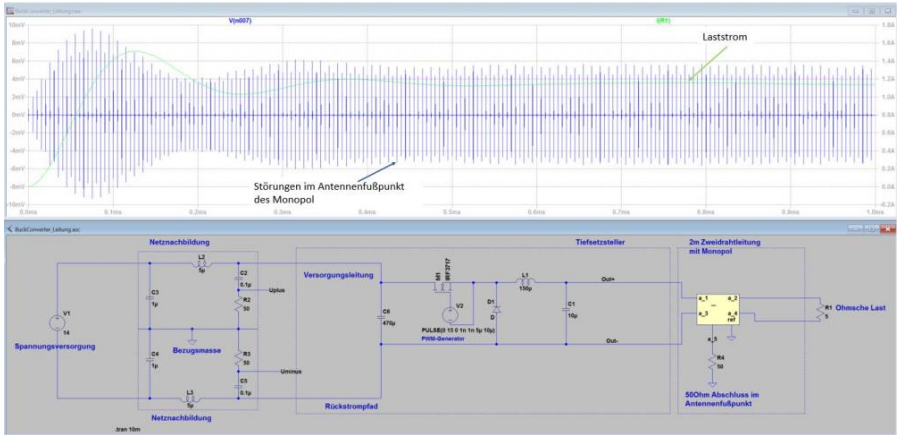 BuckConverter_Leitung.raw
V(n007)
I(R1)
10mV
8mV
6mV
4mV
2mV
0mV
-2mV
-4mV
-6mV
-8mV
-10mV
1.8A
1.6A
1.4A
1.2A
1.0A
0.8A
0.6A
0.4A
0.2A
0.0A
-0.2A
Laststrom
Störungen im Antennenfußpunkt
des Monopol
0.0ms 0.1ms 0.2ms 0.3ms 0.4ms 0.5ms 0.6ms 0.7ms 0.8ms 0.9ms 1.0ms
BuckConverter_Leitung.asc
Netznachbildung
Tiefsetzsteller
2m Zweidrahtleitung
mit Monopol
L2
5µ
C2
0.1µ
R2
50
Uplus
C3
1µ
V1
14
Spannungsversorgung
Bezugsmasse
C4
1µ
R3
50
Uminus
C5
0.1µ
L3
5µ
Netznachbildung
Versorgungsleitung
C6
470µ
Rückstrompfad
M1
IRF3717
V2
PULSE(0 15 0 1n 1n 5µ 10µ)
PWM-Generator
D1
D
L1
150µ
C1
10µ
Out+
Out-
a_1 a_2
a_3 a_4
ref
a_5
R4
50
R1
5
Ohmsche Last
50Ohm Abschluss im
Antennenfußpunkt
.tran 10m